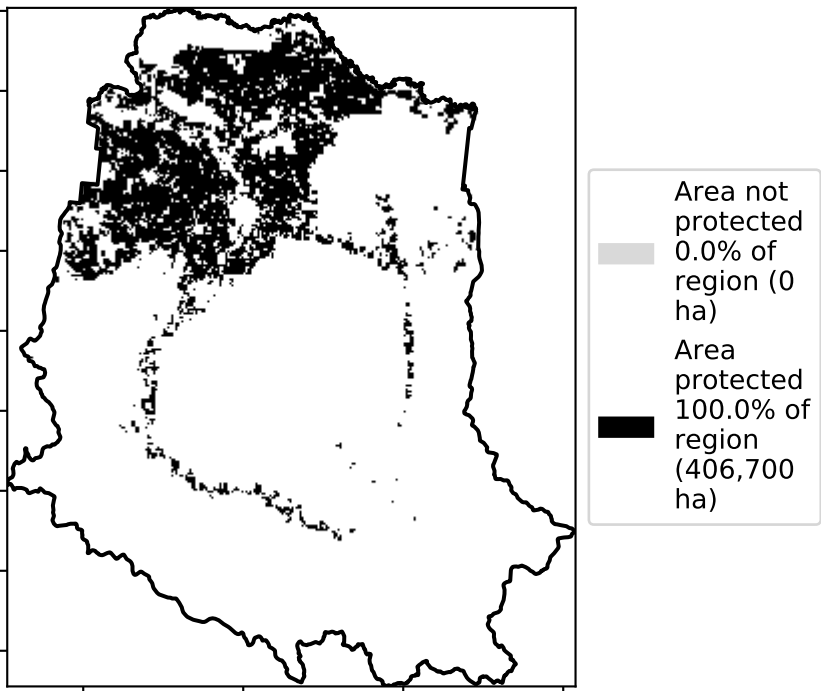 Area not
protected
0.0% of
region (0
ha)
Area
protected
100.0% of
region
(406,700
ha)